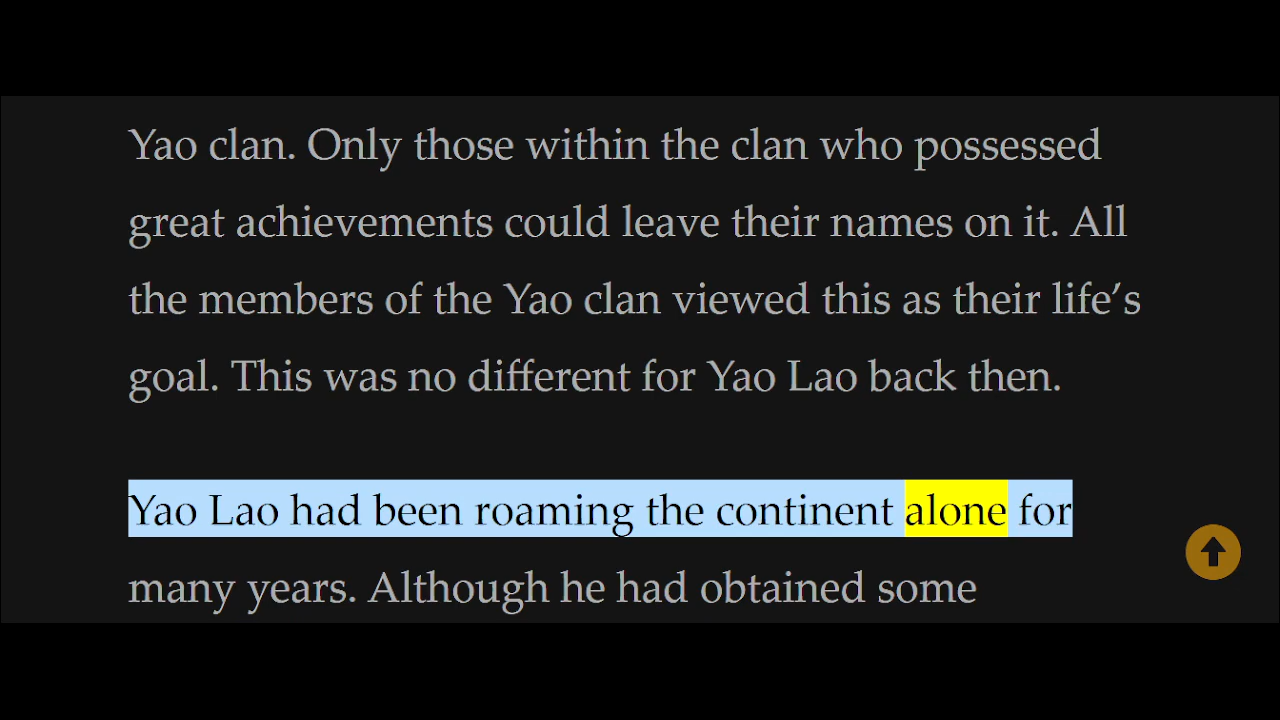 Yao clan. Only those within the clan who possessed
great achievements could leave their names on it. All
the members of the Yao clan viewed this as their life’s
goal. This was no different for Yao Lao back then.
Yao Lao had been roaming the continent alone for
many years. Although he had obtained some